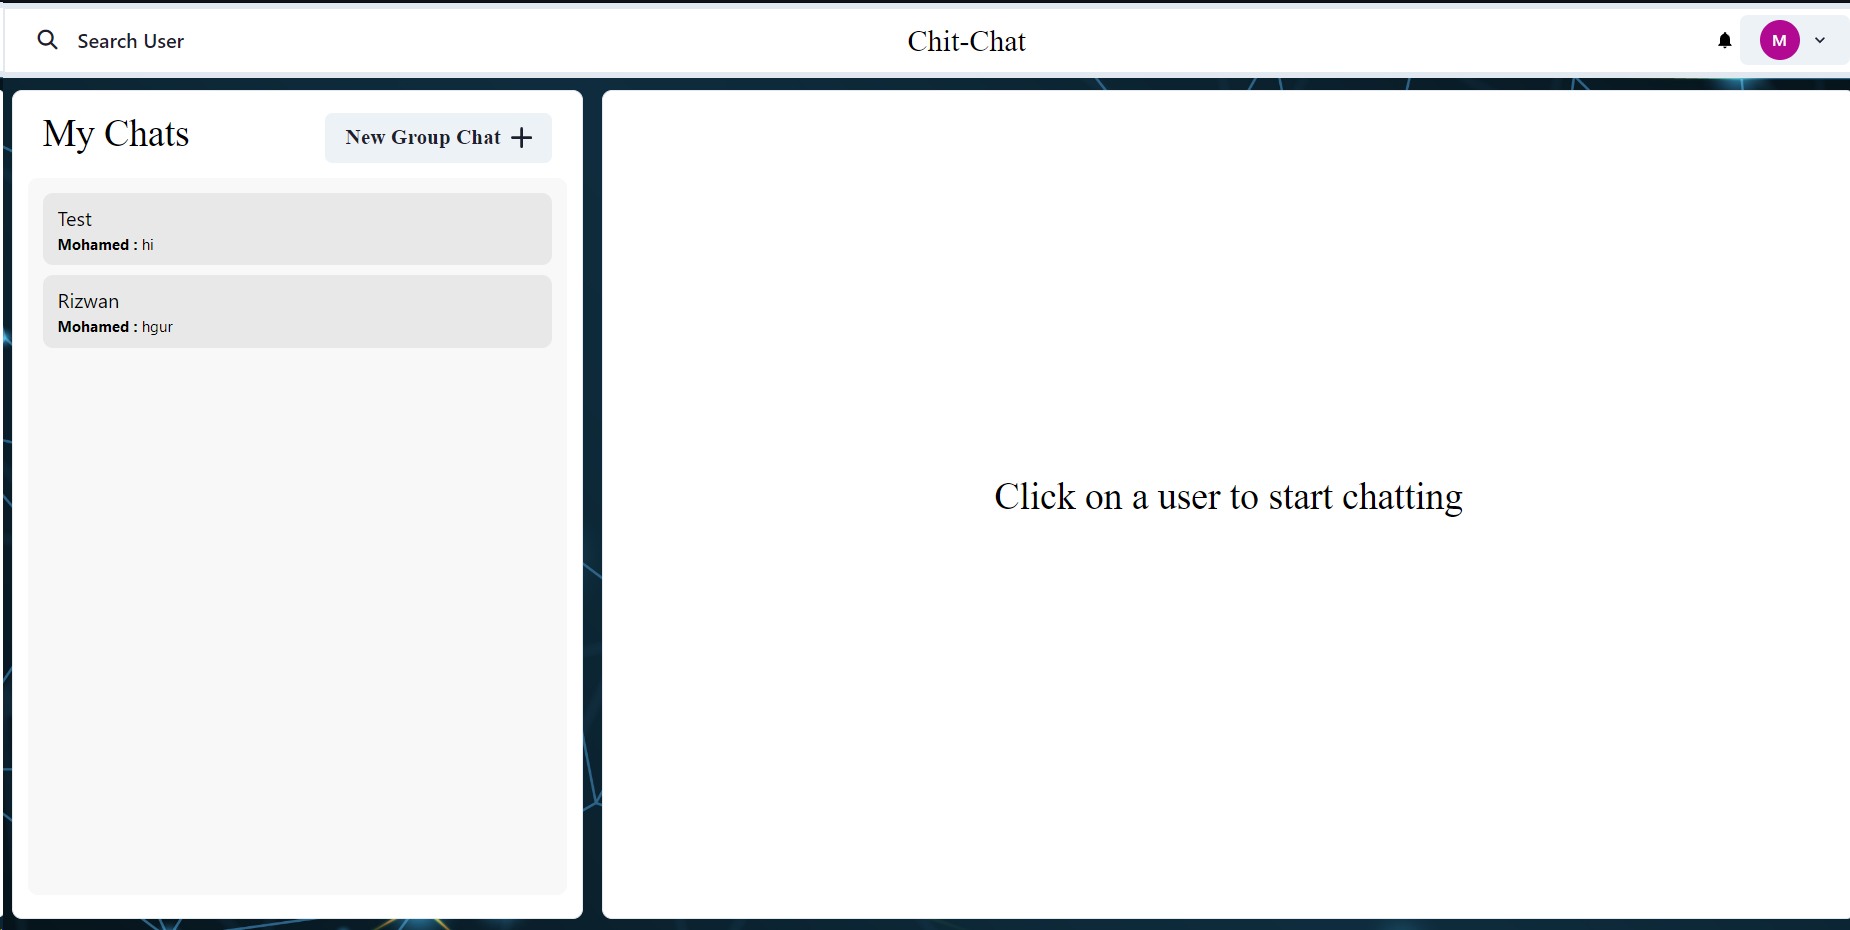 Search User
Chit-Chat
M
My Chats
New Group Chat
Test
Mohamed : hi
Rizwan
Mohamed : hgur
Click on a user to start chatting